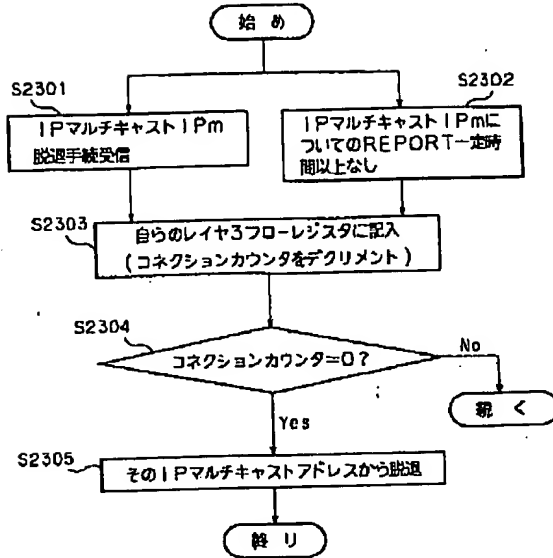 始め
S2301
IPマルチキャストIPm
脱退手続受信
S2302
IPマルチキャストIPmに
ついてのREPORT一定時
間以上なし
S2303
自らのレイヤ3フローレジスタに記入
(コネクションカウンタをデクリメント)
S2304
コネクションカウンタ=0?
No
続く
Yes
S2305
そのIPマルチキャストアドレスから脱退
終リ